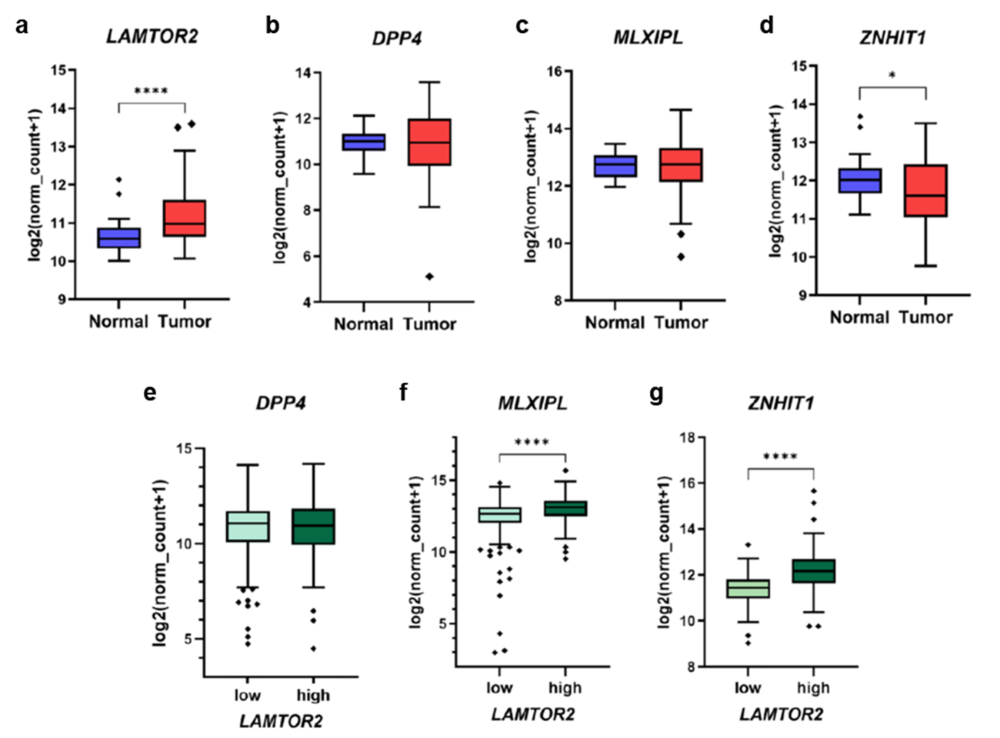 a
LAMTOR2
log2(norm_count+1)
15
14
13
12
11
10
9
****
Normal Tumor
b
DPP4
log2(norm_count+1)
14
12
10
8
6
4
Normal Tumor
c
MLXIPL
log2(norm_count+1)
16
14
12
10
8
Normal Tumor
d
ZNHIT1
log2(norm_count+1)
15
14
13
12
11
10
9
*
Normal Tumor
e
DPP4
log2(norm_count+1)
15
10
5
low high
LAMTOR2
f
MLXIPL
log2(norm_count+1)
15
10
5
****
low high
LAMTOR2
g
ZNHIT1
log2(norm_count+1)
18
16
14
12
10
8
****
low high
LAMTOR2